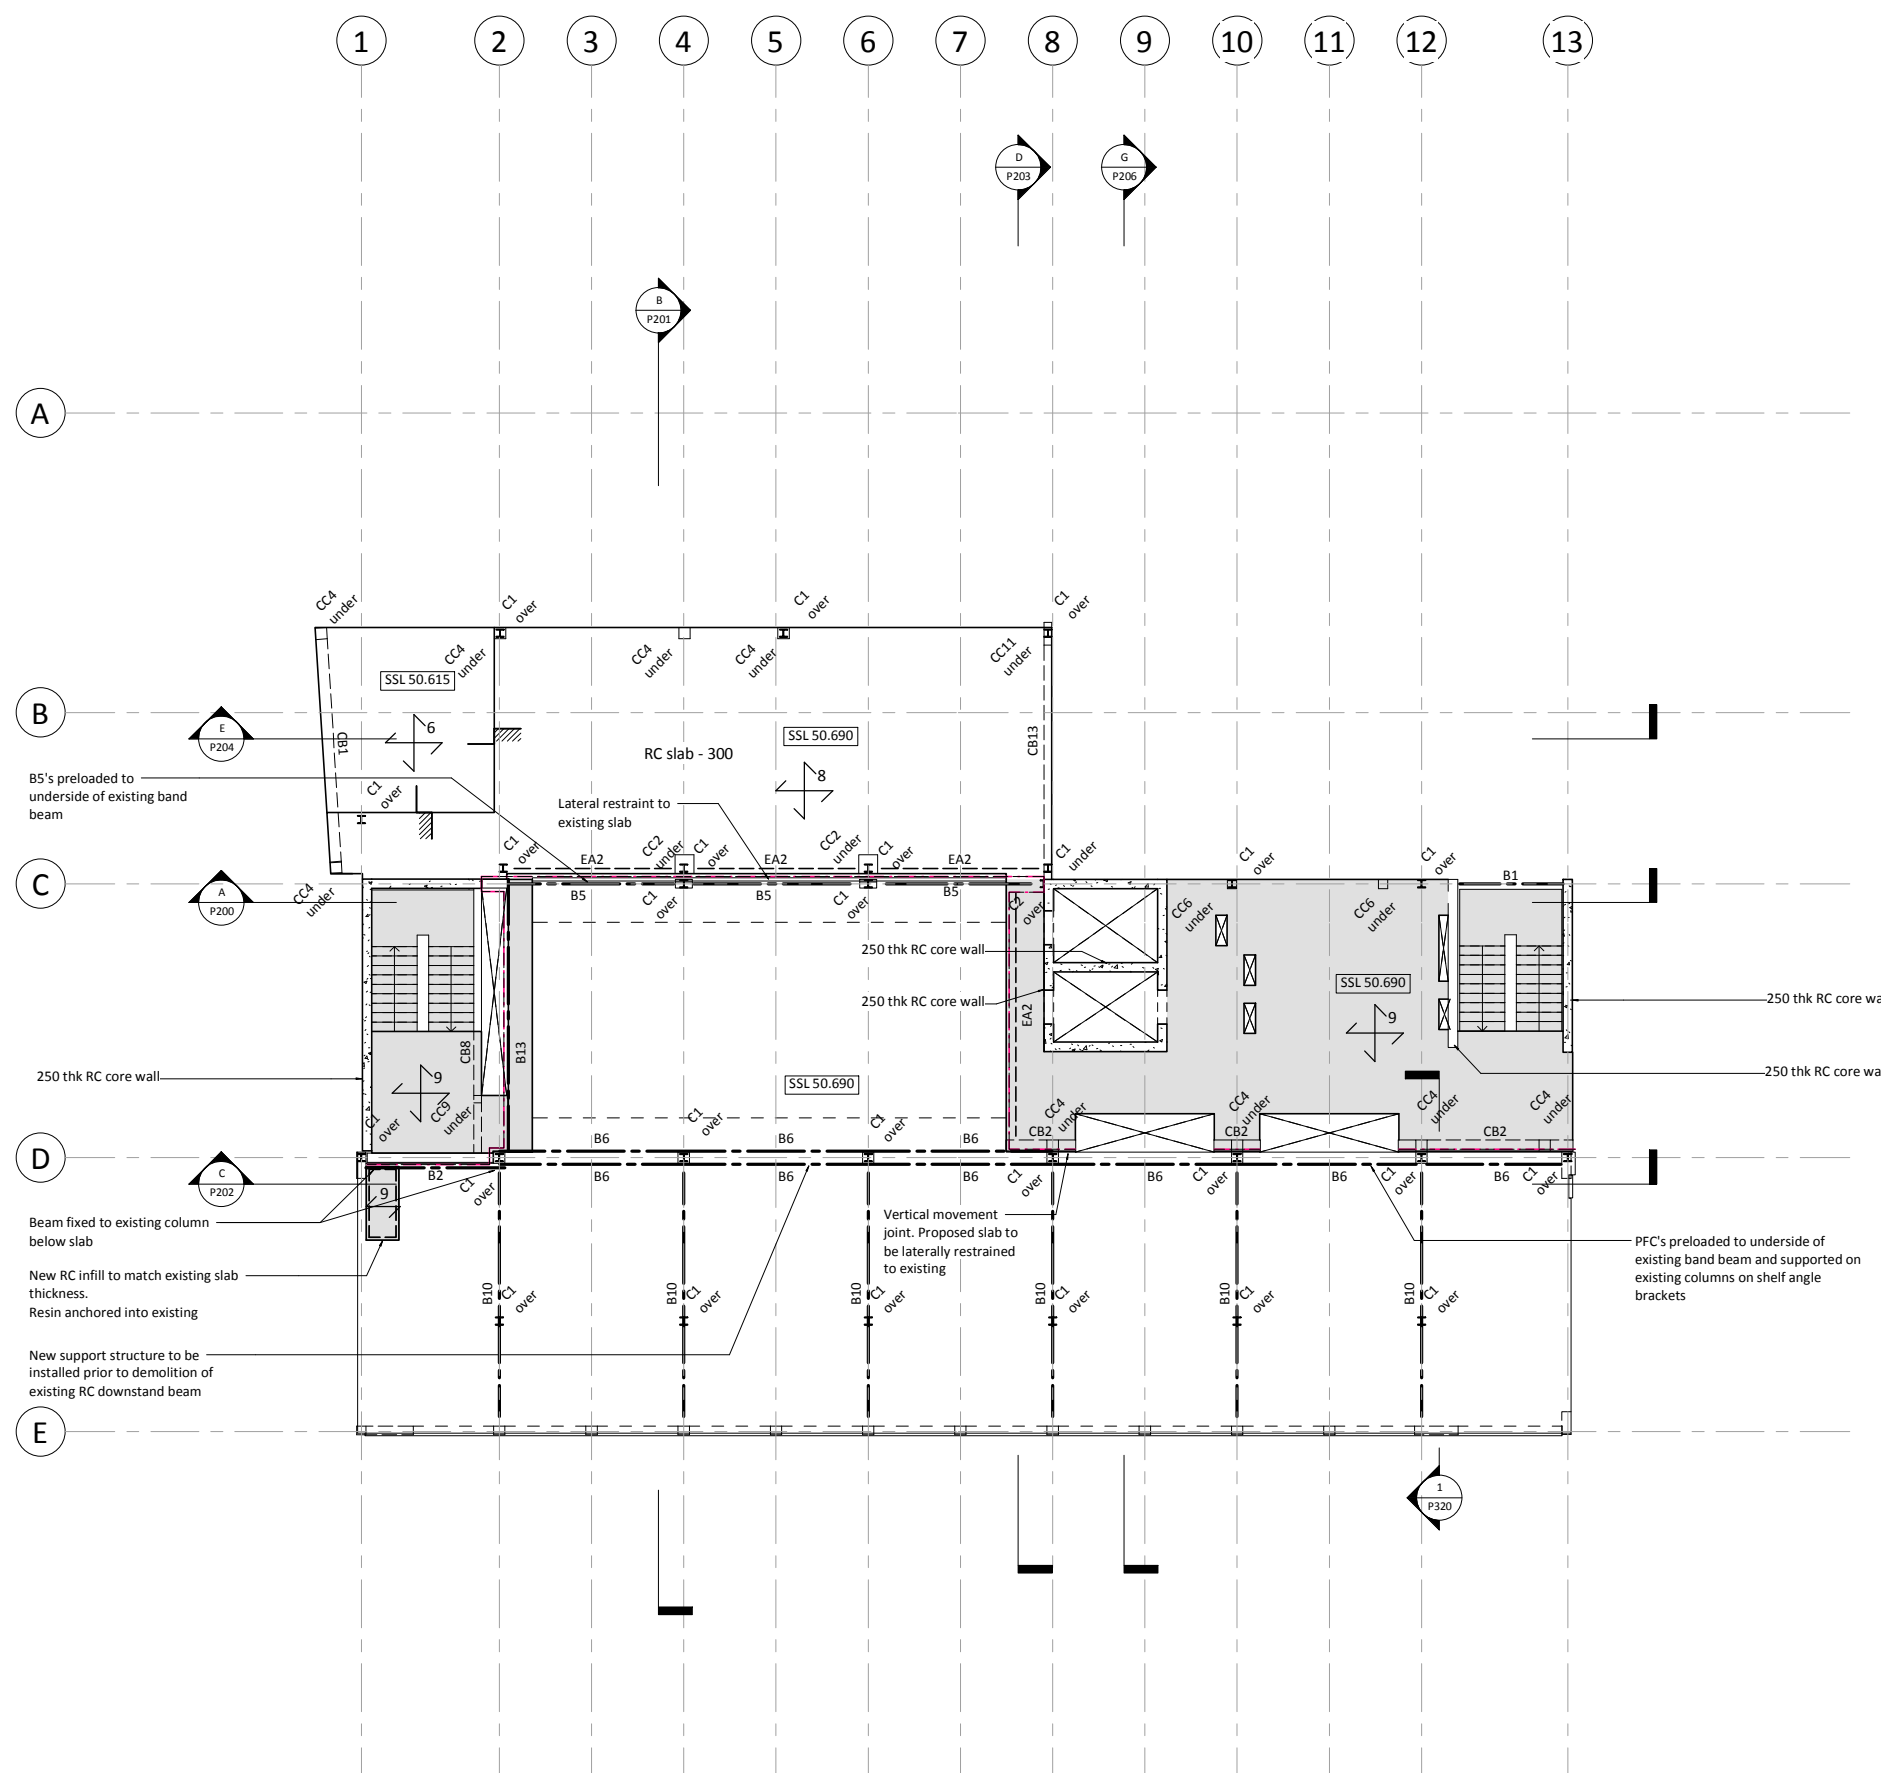 1 2 3 4 5 6 7 8 9 10 11 12 13
D
P203
G
P206
B
P201
A
CC4
under
C1
over
C1
over
C1
over
CC4
under
CC4
under
CC4
under
CC11
under
SSL 50.615
B
E
P204
6
CB1
SSL 50.690
RC slab - 300
CB13
8
B5's preloaded to
underside of existing band
beam
C1
over
Lateral restraint to
existing slab
C1
over
EA2
CC2
under
C1
over
EA2
CC2
under
C1
over
EA2
C1
under
C1
over
C1
over
B1
C
A
P200
CC4
under
B5
C1
over
B5
C1
over
B5
C2
over
CC6
under
CC6
under
250 thk RC core wall
SSL 50.690
250 thk RC core wall
250 thk RC core wa
EA2
9
CB8
B13
250 thk RC core wall
9
SSL 50.690
250 thk RC core wa
C1
over
CC9
under
C1
over
C1
over
CC4
under
CC4
under
CC4
under
CC4
under
B6
B6
B6
CB2
CB2
CB2
D
C
P202
B2
C1
over
B6
B6
B6
C1
over
B6
C1
over
B6
C1
over
B6
C1
over
9
Beam fixed to existing column
below slab
Vertical movement
joint. Proposed slab to
be laterally restrained
to existing
PFC's preloaded to underside of
existing band beam and supported on
existing columns on shelf angle
brackets
New RC infill to match existing slab
thickness.
Resin anchored into existing
B10
C1
over
B10
C1
over
B10
C1
over
B10
C1
over
B10
C1
over
B10
C1
over
New support structure to be
installed prior to demolition of
existing RC downstand beam
E
1
P320